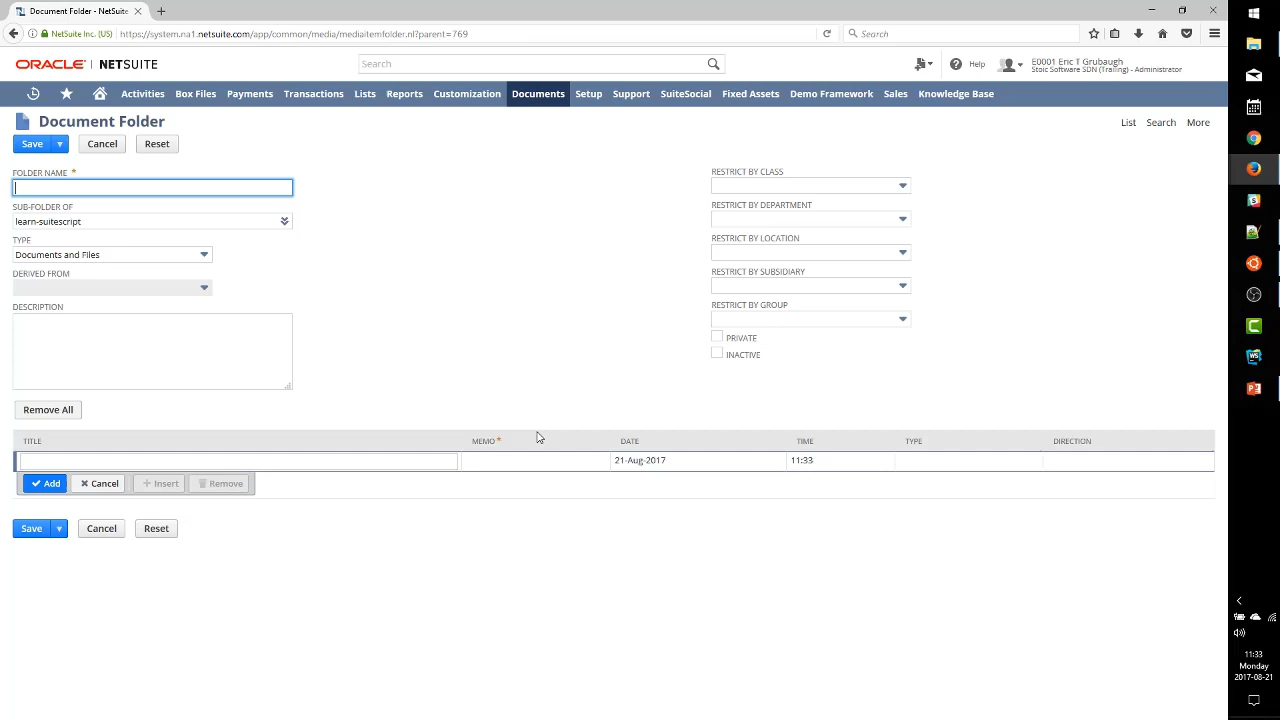 Document Folder - NetSuite
NetSuite Inc. (US)
https://system.na1.netsuite.com/app/common/media/mediaitemfolder.nl?parent=769
Search
ORACLE NETSUITE
Search
Help
E0001 Eric T Grubaugh
Stoic Software SDN (Trailing) - Administrator
Activities Box Files Payments Transactions Lists Reports Customization Documents Setup Support SuiteSocial Fixed Assets Demo Framework Sales Knowledge Base
Document Folder
List Search More
Save Cancel Reset
FOLDER NAME *
SUB-FOLDER OF
learn-suitescript
TYPE
Documents and Files
DERIVED FROM
DESCRIPTION
RESTRICT BY CLASS
RESTRICT BY DEPARTMENT
RESTRICT BY LOCATION
RESTRICT BY SUBSIDIARY
RESTRICT BY GROUP
PRIVATE
INACTIVE
Remove All
TITLE MEMO * DATE TIME TYPE DIRECTION
21-Aug-2017 11:33
Add Cancel Insert Remove
Save Cancel Reset
11:33
Monday
2017-08-21